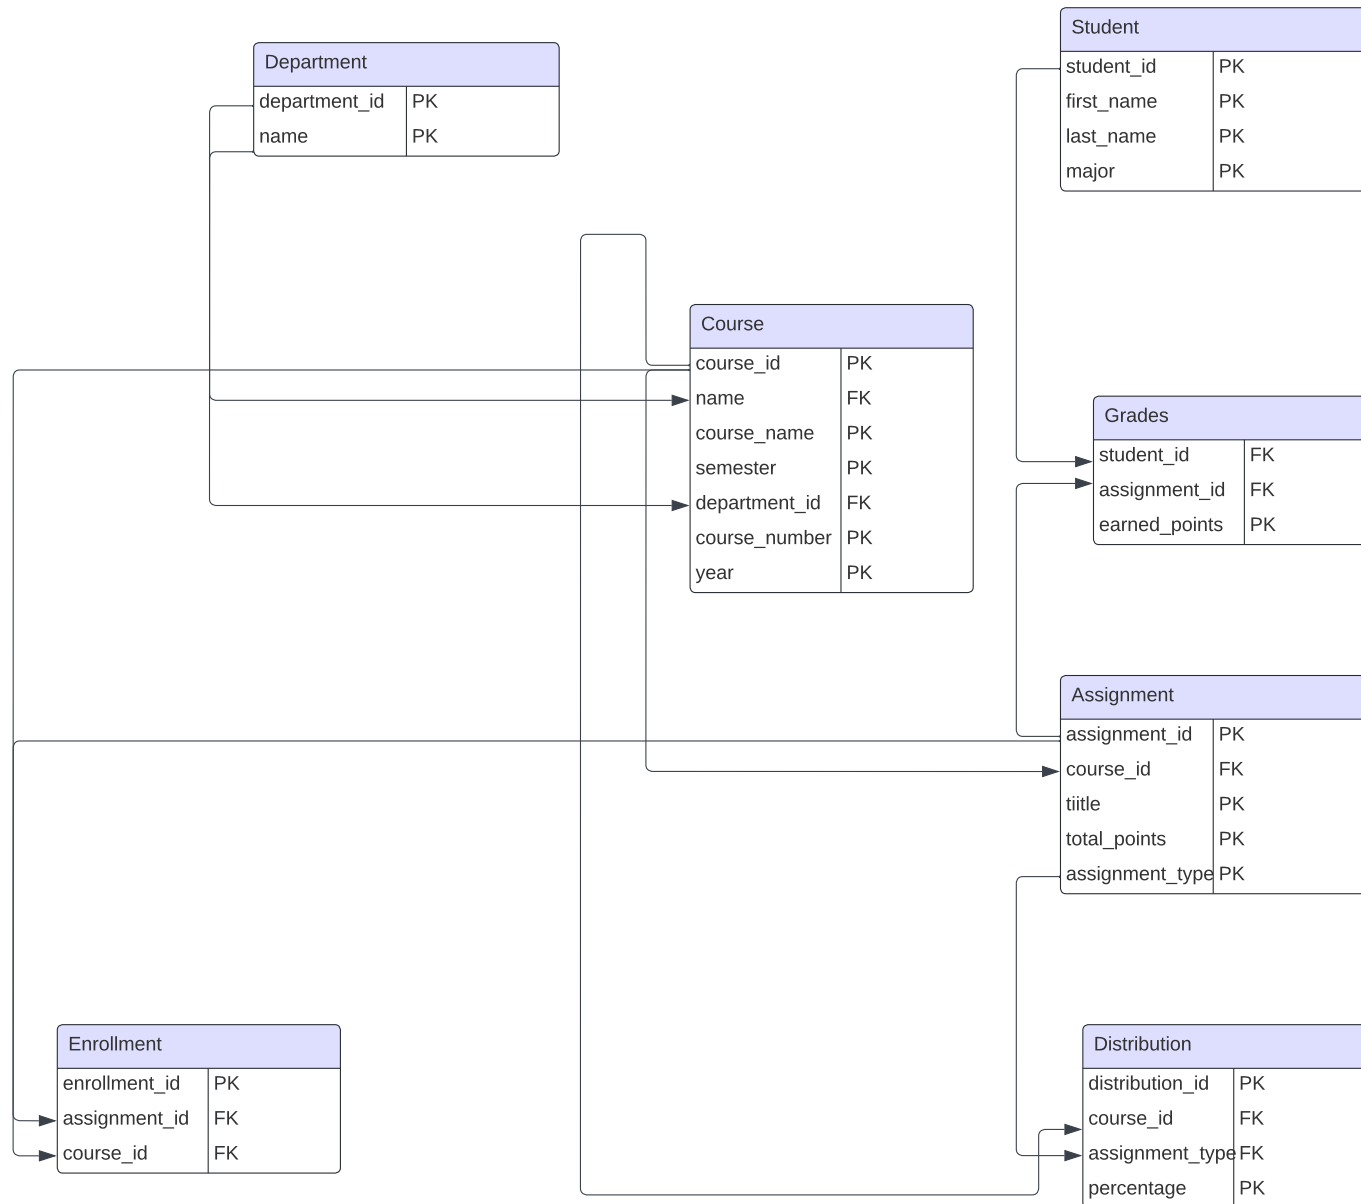 Department
department_id PK
name PK
Student
student_id PK
first_name PK
last_name PK
major PK
Course
course_id PK
name FK
course_name PK
semester PK
department_id FK
course_number PK
year PK
Grades
student_id FK
assignment_id FK
earned_points PK
Assignment
assignment_id PK
course_id FK
tiitle PK
total_points PK
assignment_type PK
Enrollment
enrollment_id PK
assignment_id FK
course_id FK
Distribution
distribution_id PK
course_id FK
assignment_type FK
percentage PK